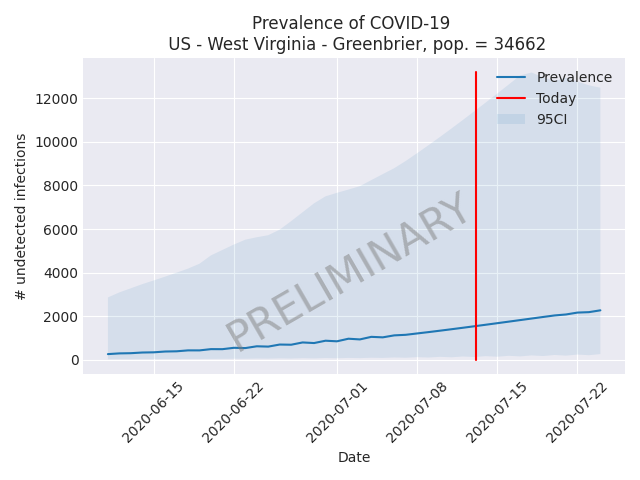 Prevalence of COVID-19
US - West Virginia - Greenbrier, pop. = 34662
Prevalence
Today
95CI
12000
10000
8000
6000
4000
2000
0
# undetected infections
PRELIMINARY
2020-06-15
2020-06-22
2020-07-01
2020-07-08
2020-07-15
2020-07-22
Date